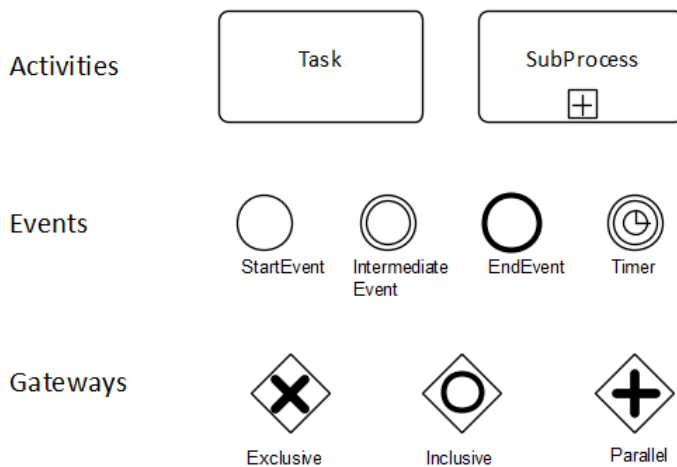 Activities
Task
SubProcess
Events
StartEvent
Intermediate
Event
EndEvent
Timer
Gateways
Exclusive
Inclusive
Parallel